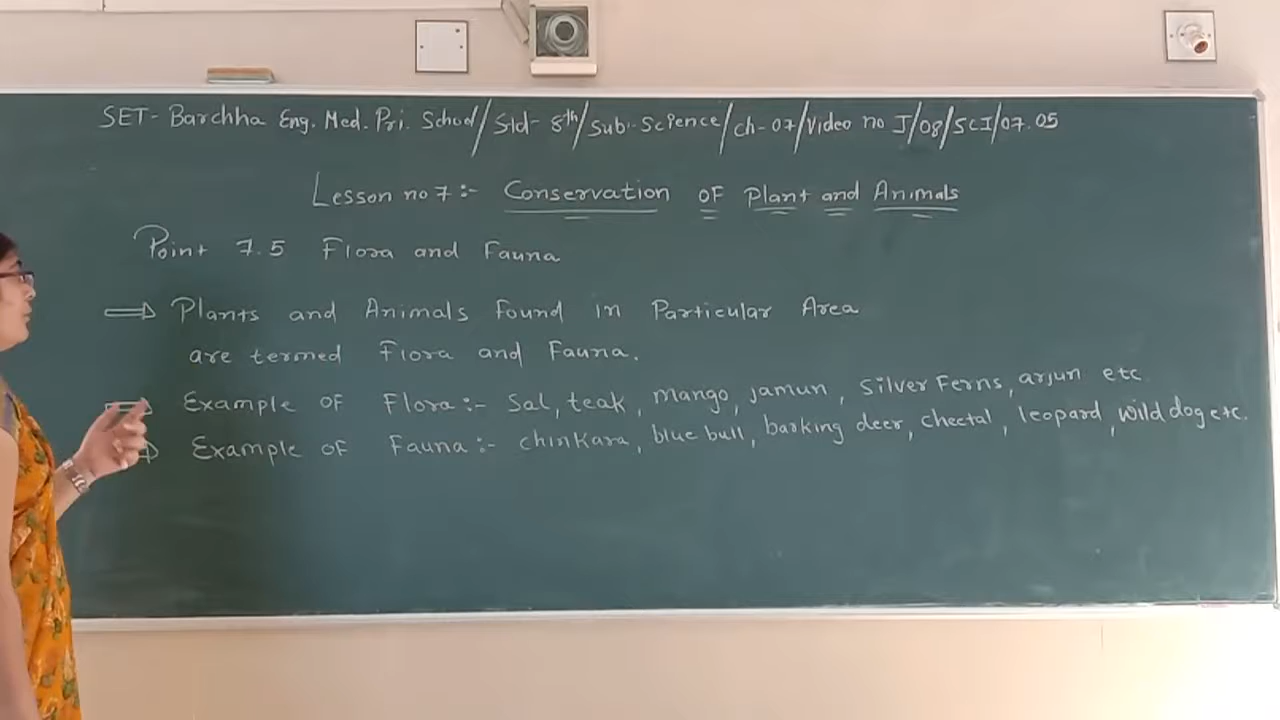 SET- Barchha Eng. Med. Pri. School/Std- 8th/Sub:-Science/ch-07/Video no J/08/SCI/07.05
Lesson no 7:- Conservation of Plant and Animals
Point 7.5 Flora and Fauna
⇒ Plants and Animals found in Particular Area
are termed Flora and Fauna.
⇒ Example of Flora:- Sal, teak, mango, jamun, Silver Ferns, arjun etc
⇒ Example of Fauna:- chinkara, blue bull, barking deer, cheetal, leopard, wild dog etc.